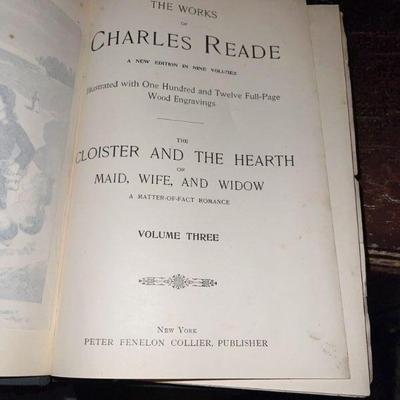 THE WORKS
OF
CHARLES READE
A NEW EDITION IN NINE VOLUMES
Illustrated with One Hundred and Twelve Full-Page
Wood Engravings
THE
CLOISTER AND THE HEARTH
OR
MAID, WIFE, AND WIDOW
A MATTER-OF-FACT ROMANCE
VOLUME THREE
NEW YORK
PETER FENELON COLLIER, PUBLISHER